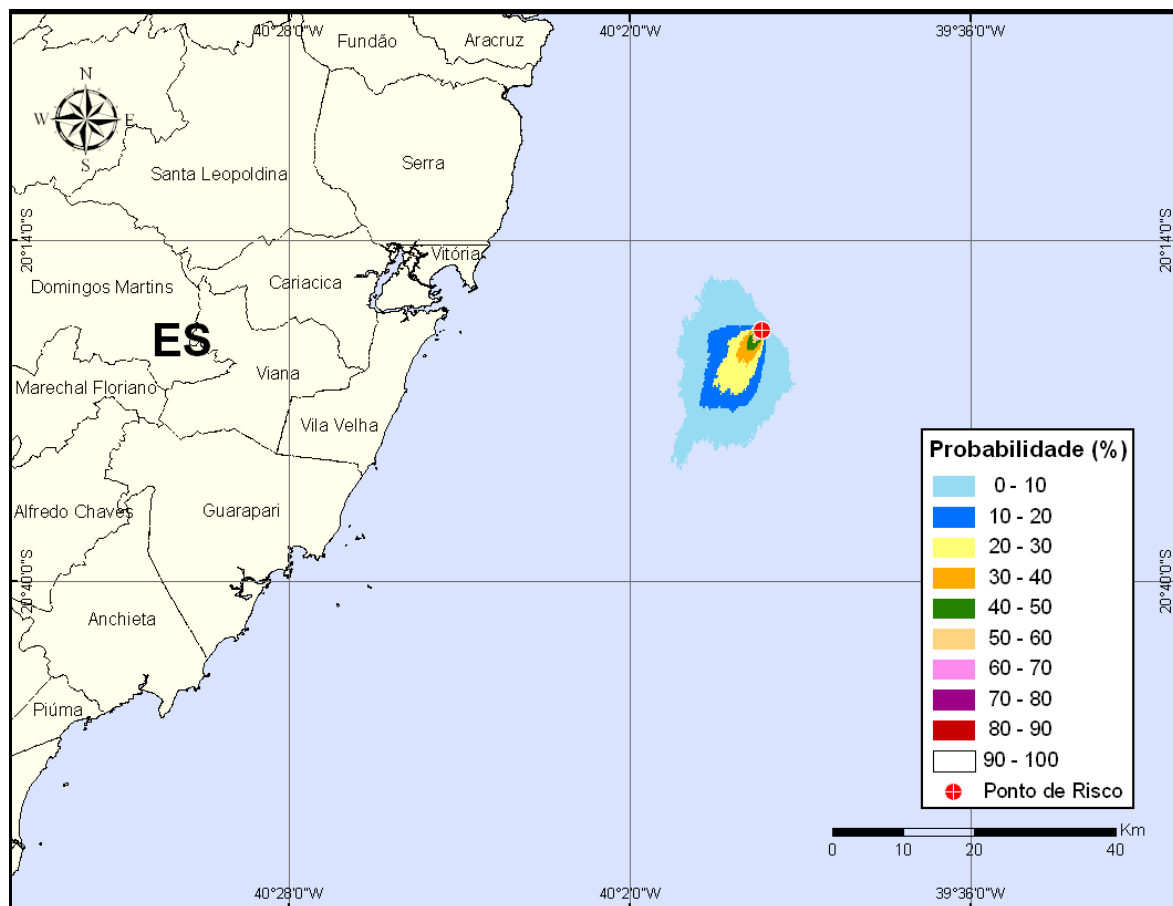 40°28'0"W
40°2'0"W
39°36'0"W
Fundão
Aracruz
N
W
E
S
Serra
Santa Leopoldina
20°14'0"S
20°14'0"S
Vitória
Cariacica
Domingos Martins
ES
Viana
Marechal Floriano
Vila Velha
Alfredo Chaves
Guarapari
Probabilidade (%)
0 - 10
10 - 20
20 - 30
30 - 40
40 - 50
50 - 60
60 - 70
70 - 80
80 - 90
90 - 100
Ponto de Risco
20°40'0"S
20°40'0"S
Anchieta
Piúma
Km
0 10 20 40
40°28'0"W
40°2'0"W
39°36'0"W